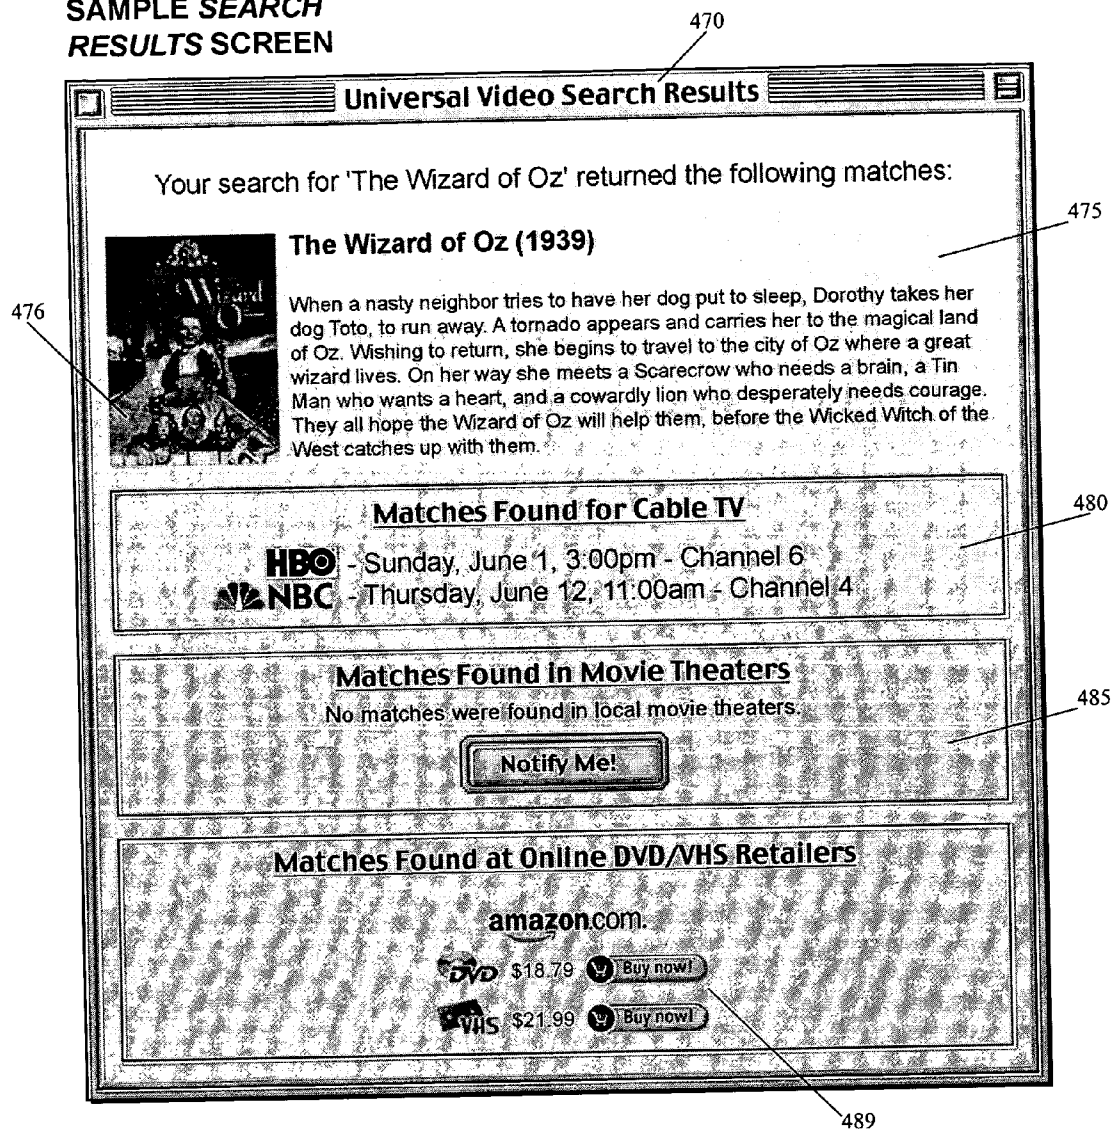 SAMPLE SEARCH
RESULTS SCREEN
470
Universal Video Search Results
Your search for 'The Wizard of Oz' returned the following matches:
475
The Wizard of Oz (1939)
476
Wizard
When a nasty neighbor tries to have her dog put to sleep, Dorothy takes her
dog Toto, to run away. A tornado appears and carries her to the magical land
of Oz. Wishing to return, she begins to travel to the city of Oz where a great
wizard lives. On her way she meets a Scarecrow who needs a brain, a Tin
Man who wants a heart, and a cowardly lion who desperately needs courage.
They all hope the Wizard of Oz will help them, before the Wicked Witch of the
West catches up with them.
Matches Found for Cable TV
480
HBO - Sunday, June 1, 3:00pm - Channel 6
NBC - Thursday, June 12, 11:00am - Channel 4
Matches Found in Movie Theaters
485
No matches were found in local movie theaters.
Notify Me!
Matches Found at Online DVD/VHS Retailers
amazon.com.
DVD $18.79 Buy now!
VHS $21.99 Buy now!
489